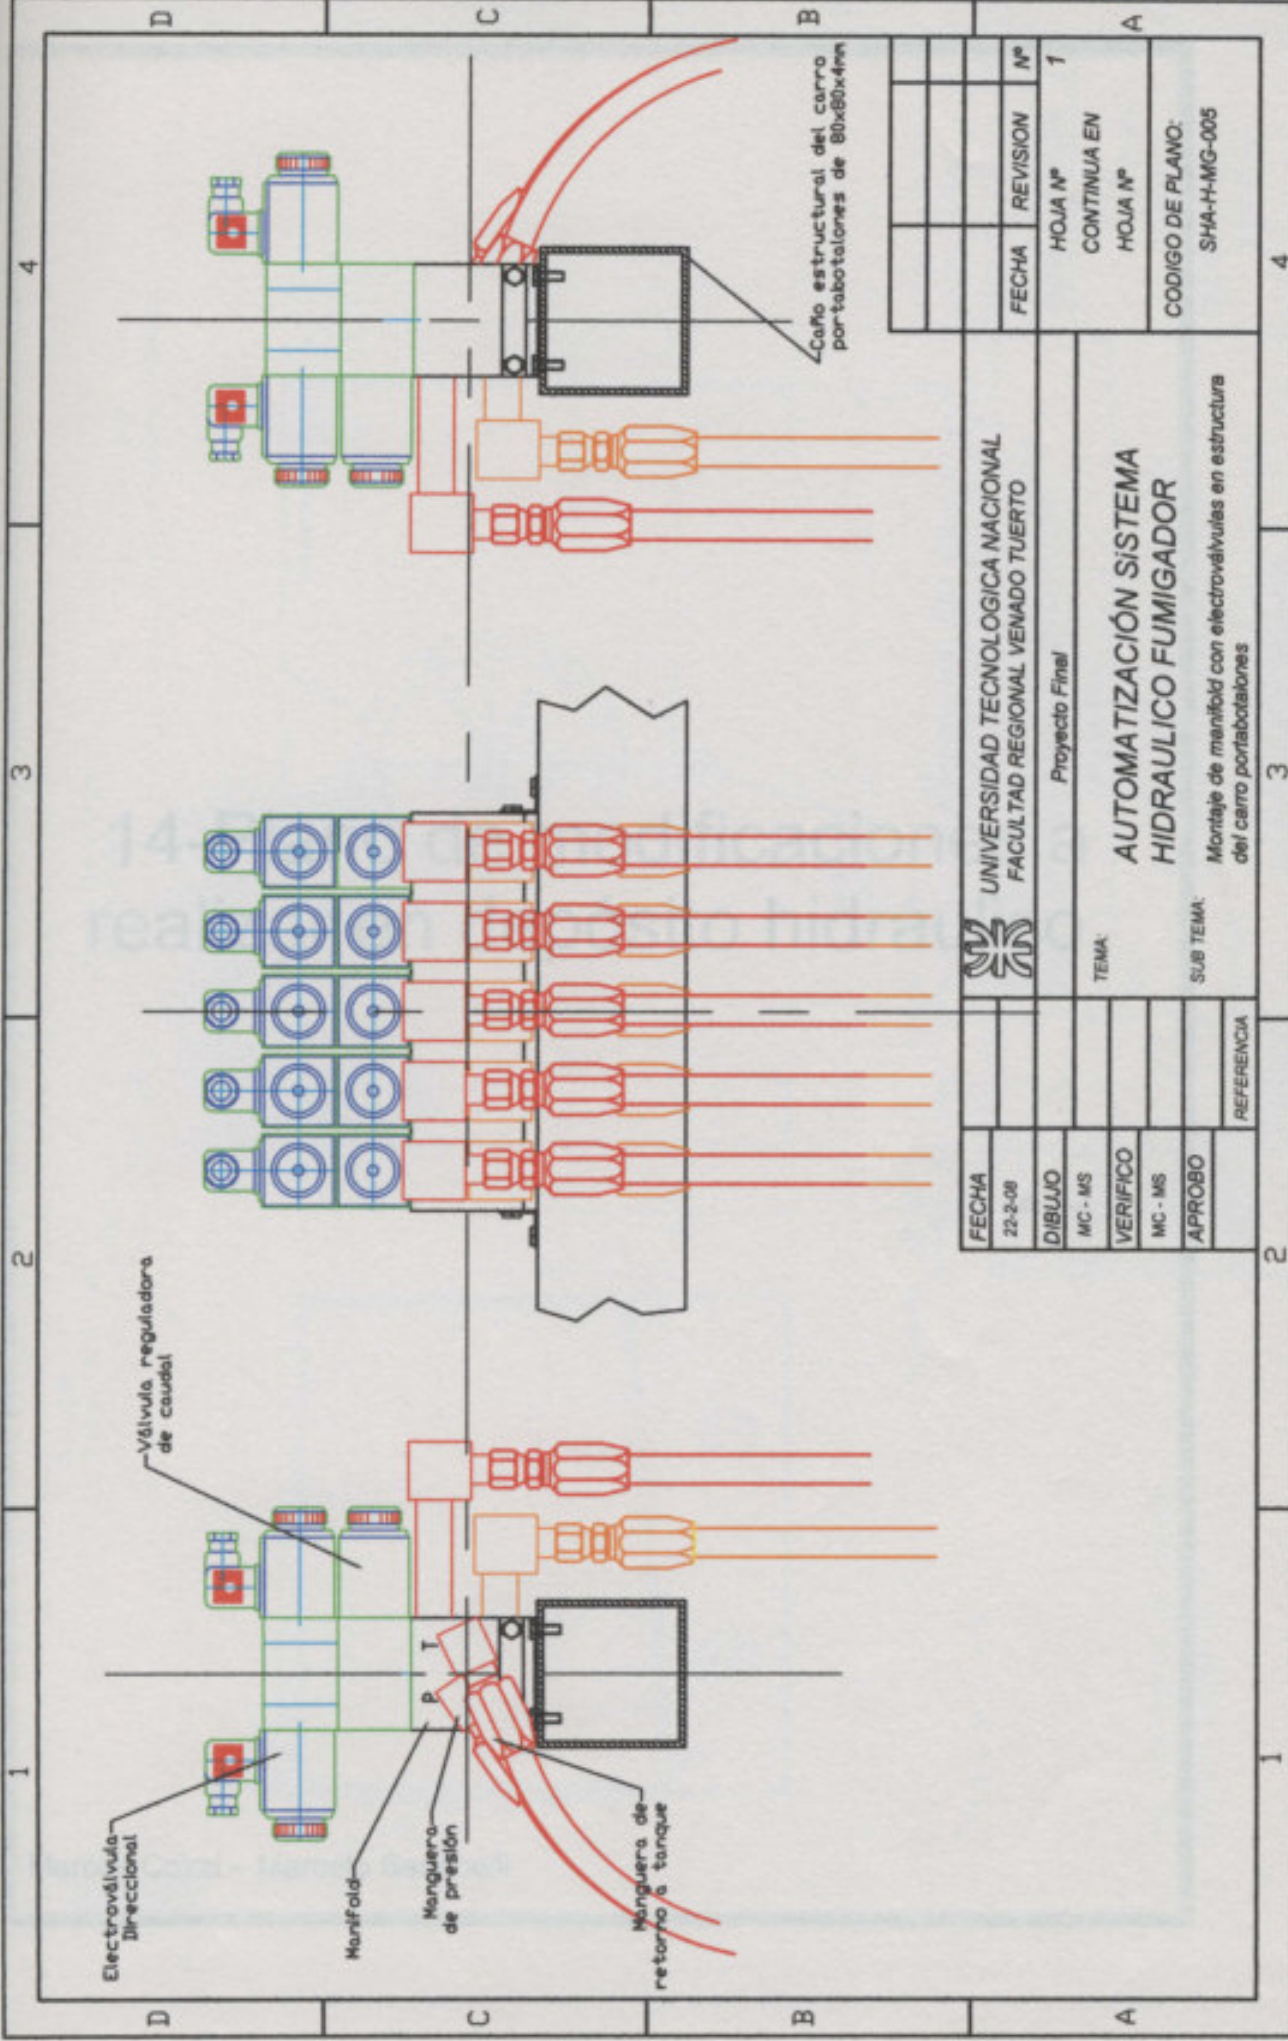 1
2
3
4
D
D
C
C
B
B
A
A
Electroválvula
Direccional
Válvula reguladora
de caudal
Manifold
P
T
Manguera
de presión
Manguera de
retorno a tanque
Caño estructural del carro
portabotalones de 80x80x4mm
FECHA
22-2-08
DIBUJO
MC - MS
VERIFICO
MC - MS
APROBO
REFERENCIA
UNIVERSIDAD TECNOLOGICA NACIONAL
FACULTAD REGIONAL VENADO TUERTO
Proyecto Final
TEMA:
AUTOMATIZACIÓN SISTEMA
HIDRAULICO FUMIGADOR
SUB TEMA:
Montaje de manifold con electroválvulas en estructura
del carro portabotalones
FECHA REVISION Nº
HOJA Nº 1
CONTINUA EN
HOJA Nº
CODIGO DE PLANO:
SHA-H-MG-005
1
2
3
4